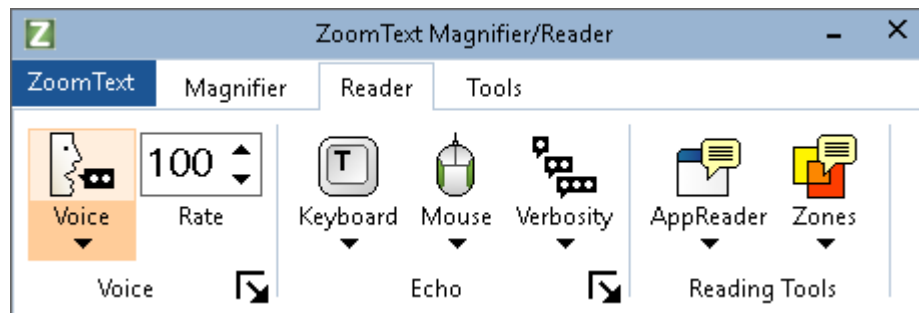 Z ZoomText Magnifier/Reader
ZoomText Magnifier Reader Tools
100
T
Voice Rate Keyboard Mouse Verbosity AppReader Zones
Voice Echo Reading Tools